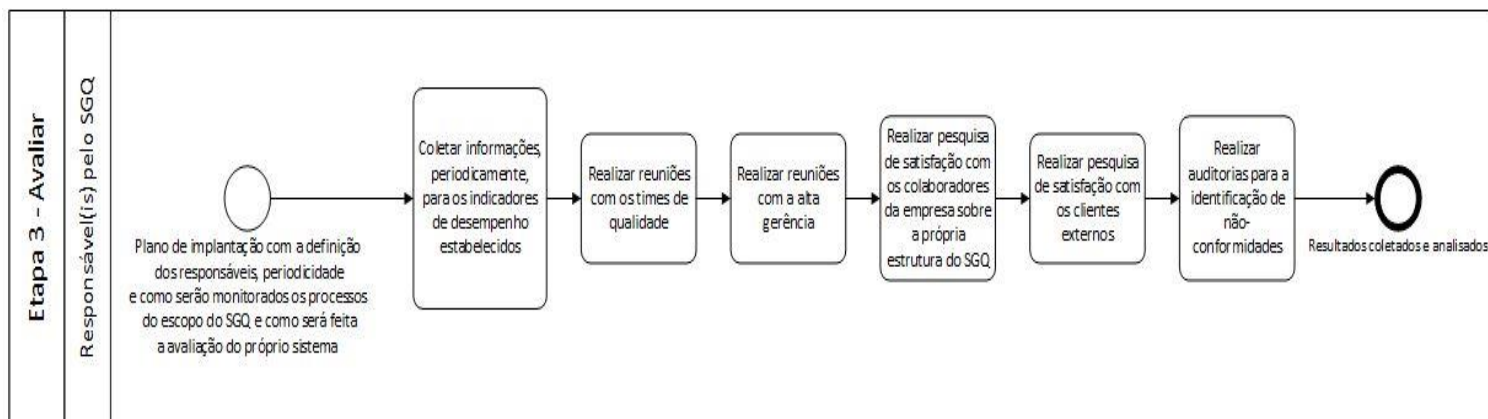 Etapa 3 - Avaliar
Responsável(is) pelo SGQ
Plano de implantação com a definição
dos responsáveis, periodicidade
e como serão monitorados os processos
do escopo do SGQ e como será feita
a avaliação do próprio sistema
Coletar informações,
periodicamente,
para os indicadores
de desempenho
estabelecidos
Realizar reuniões
com os times de
qualidade
Realizar reuniões
com a alta
gerência
Realizar pesquisa
de satisfação com
os colaboradores
da empresa sobre
a própria
estrutura do SGQ
Realizar pesquisa
de satisfação com
os clientes
externos
Realizar
auditorias para a
identificação de
não-
conformidades
Resultados coletados e analisados